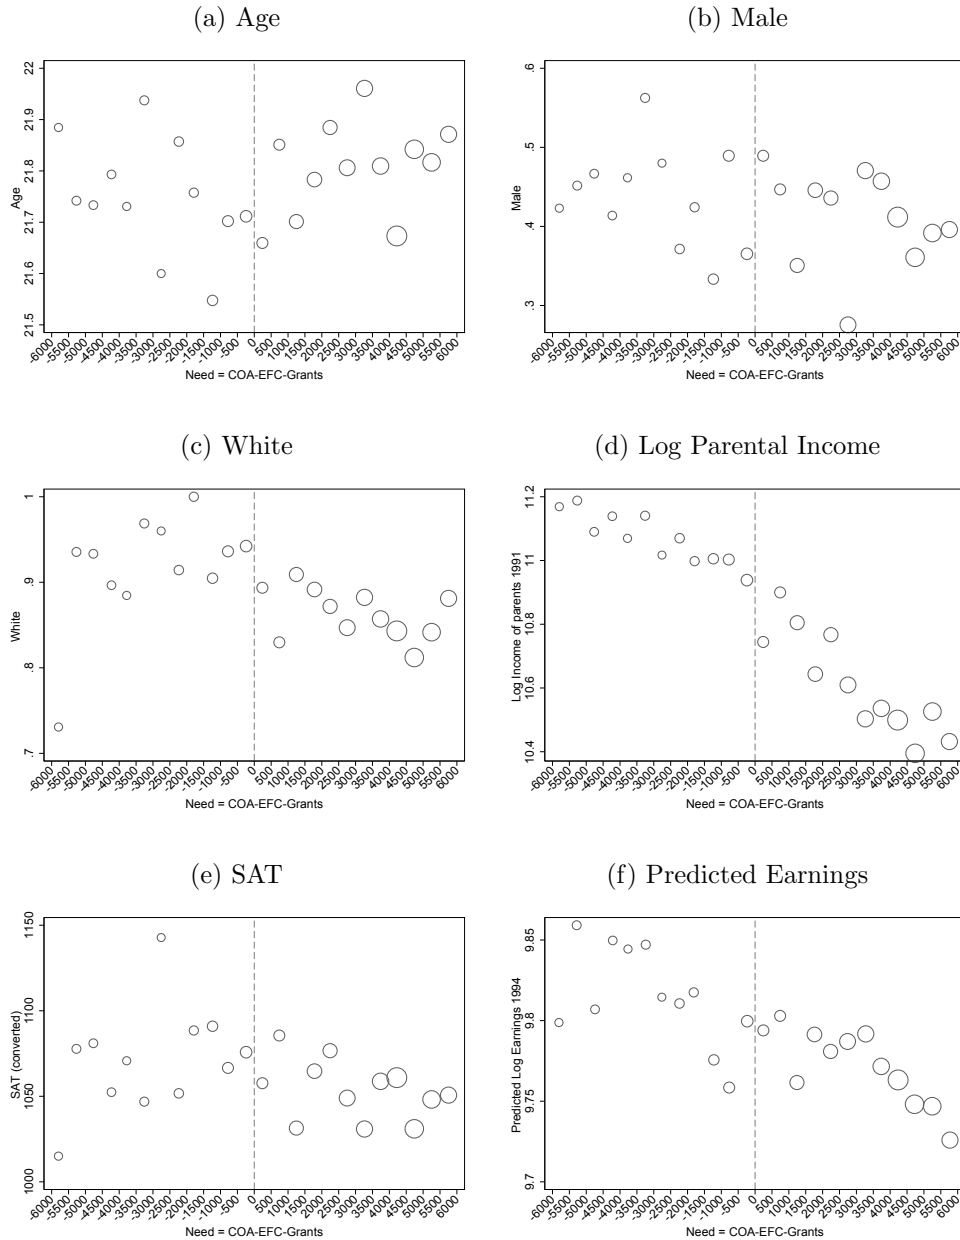 (a) Age
22
21.9
21.8
21.7
21.6
21.5
Age
-6000 -5500 -5000 -4500 -4000 -3500 -3000 -2500 -2000 -1500 -1000 -500 0 500 1000 1500 2000 2500 3000 3500 4000 4500 5000 5500 6000
Need = COA-EFC-Grants
(b) Male
.6
.5
.4
.3
Male
-6000 -5500 -5000 -4500 -4000 -3500 -3000 -2500 -2000 -1500 -1000 -500 0 500 1000 1500 2000 2500 3000 3500 4000 4500 5000 5500 6000
Need = COA-EFC-Grants
(c) White
1
.9
.8
.7
White
-6000 -5500 -5000 -4500 -4000 -3500 -3000 -2500 -2000 -1500 -1000 -500 0 500 1000 1500 2000 2500 3000 3500 4000 4500 5000 5500 6000
Need = COA-EFC-Grants
(d) Log Parental Income
11.2
11
10.8
10.6
10.4
Log Income of parents 1991
-6000 -5500 -5000 -4500 -4000 -3500 -3000 -2500 -2000 -1500 -1000 -500 0 500 1000 1500 2000 2500 3000 3500 4000 4500 5000 5500 6000
Need = COA-EFC-Grants
(e) SAT
1150
1100
1050
1000
SAT (converted)
-6000 -5500 -5000 -4500 -4000 -3500 -3000 -2500 -2000 -1500 -1000 -500 0 500 1000 1500 2000 2500 3000 3500 4000 4500 5000 5500 6000
Need = COA-EFC-Grants
(f) Predicted Earnings
9.85
9.8
9.75
9.7
Predicted Log Earnings 1994
-6000 -5500 -5000 -4500 -4000 -3500 -3000 -2500 -2000 -1500 -1000 -500 0 500 1000 1500 2000 2500 3000 3500 4000 4500 5000 5500 6000
Need = COA-EFC-Grants